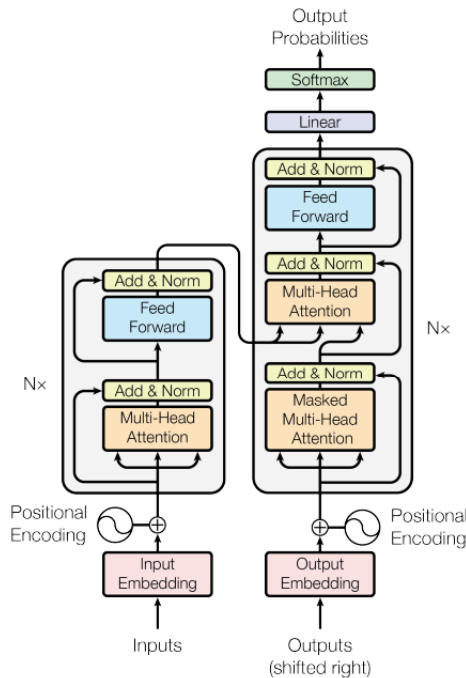 Output
Probabilities
Softmax
Linear
Add & Norm
Feed
Forward
Add & Norm
Multi-Head
Attention
Add & Norm
Masked
Multi-Head
Attention
N×
Add & Norm
Feed
Forward
Add & Norm
Multi-Head
Attention
N×
Positional
Encoding
Positional
Encoding
Input
Embedding
Output
Embedding
Inputs
Outputs
(shifted right)